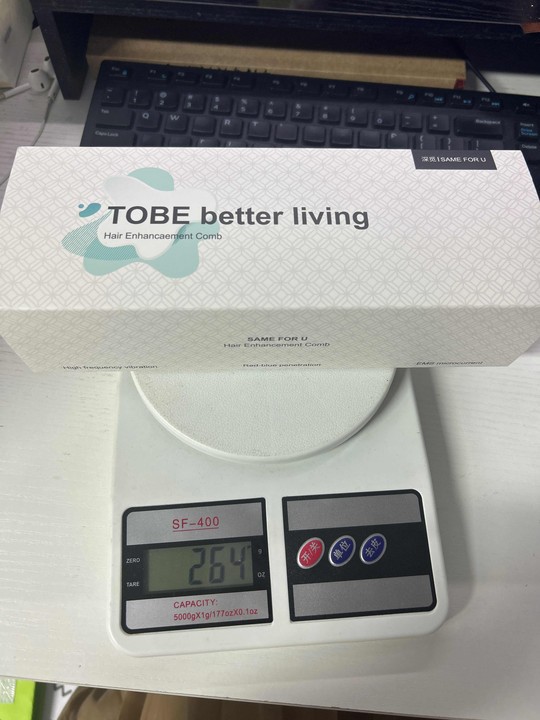 深觅 | SAME FOR U
TOBE better living
Hair Enhancaement Comb
SAME FOR U
Hair Enhancement Comb
High frequency vibration
Red-blue penetration
SF-400
ZERO
TARE
264
g
OZ
CAPACITY:
5000gX1g/177ozX0.1oz
开/关
单位
去皮